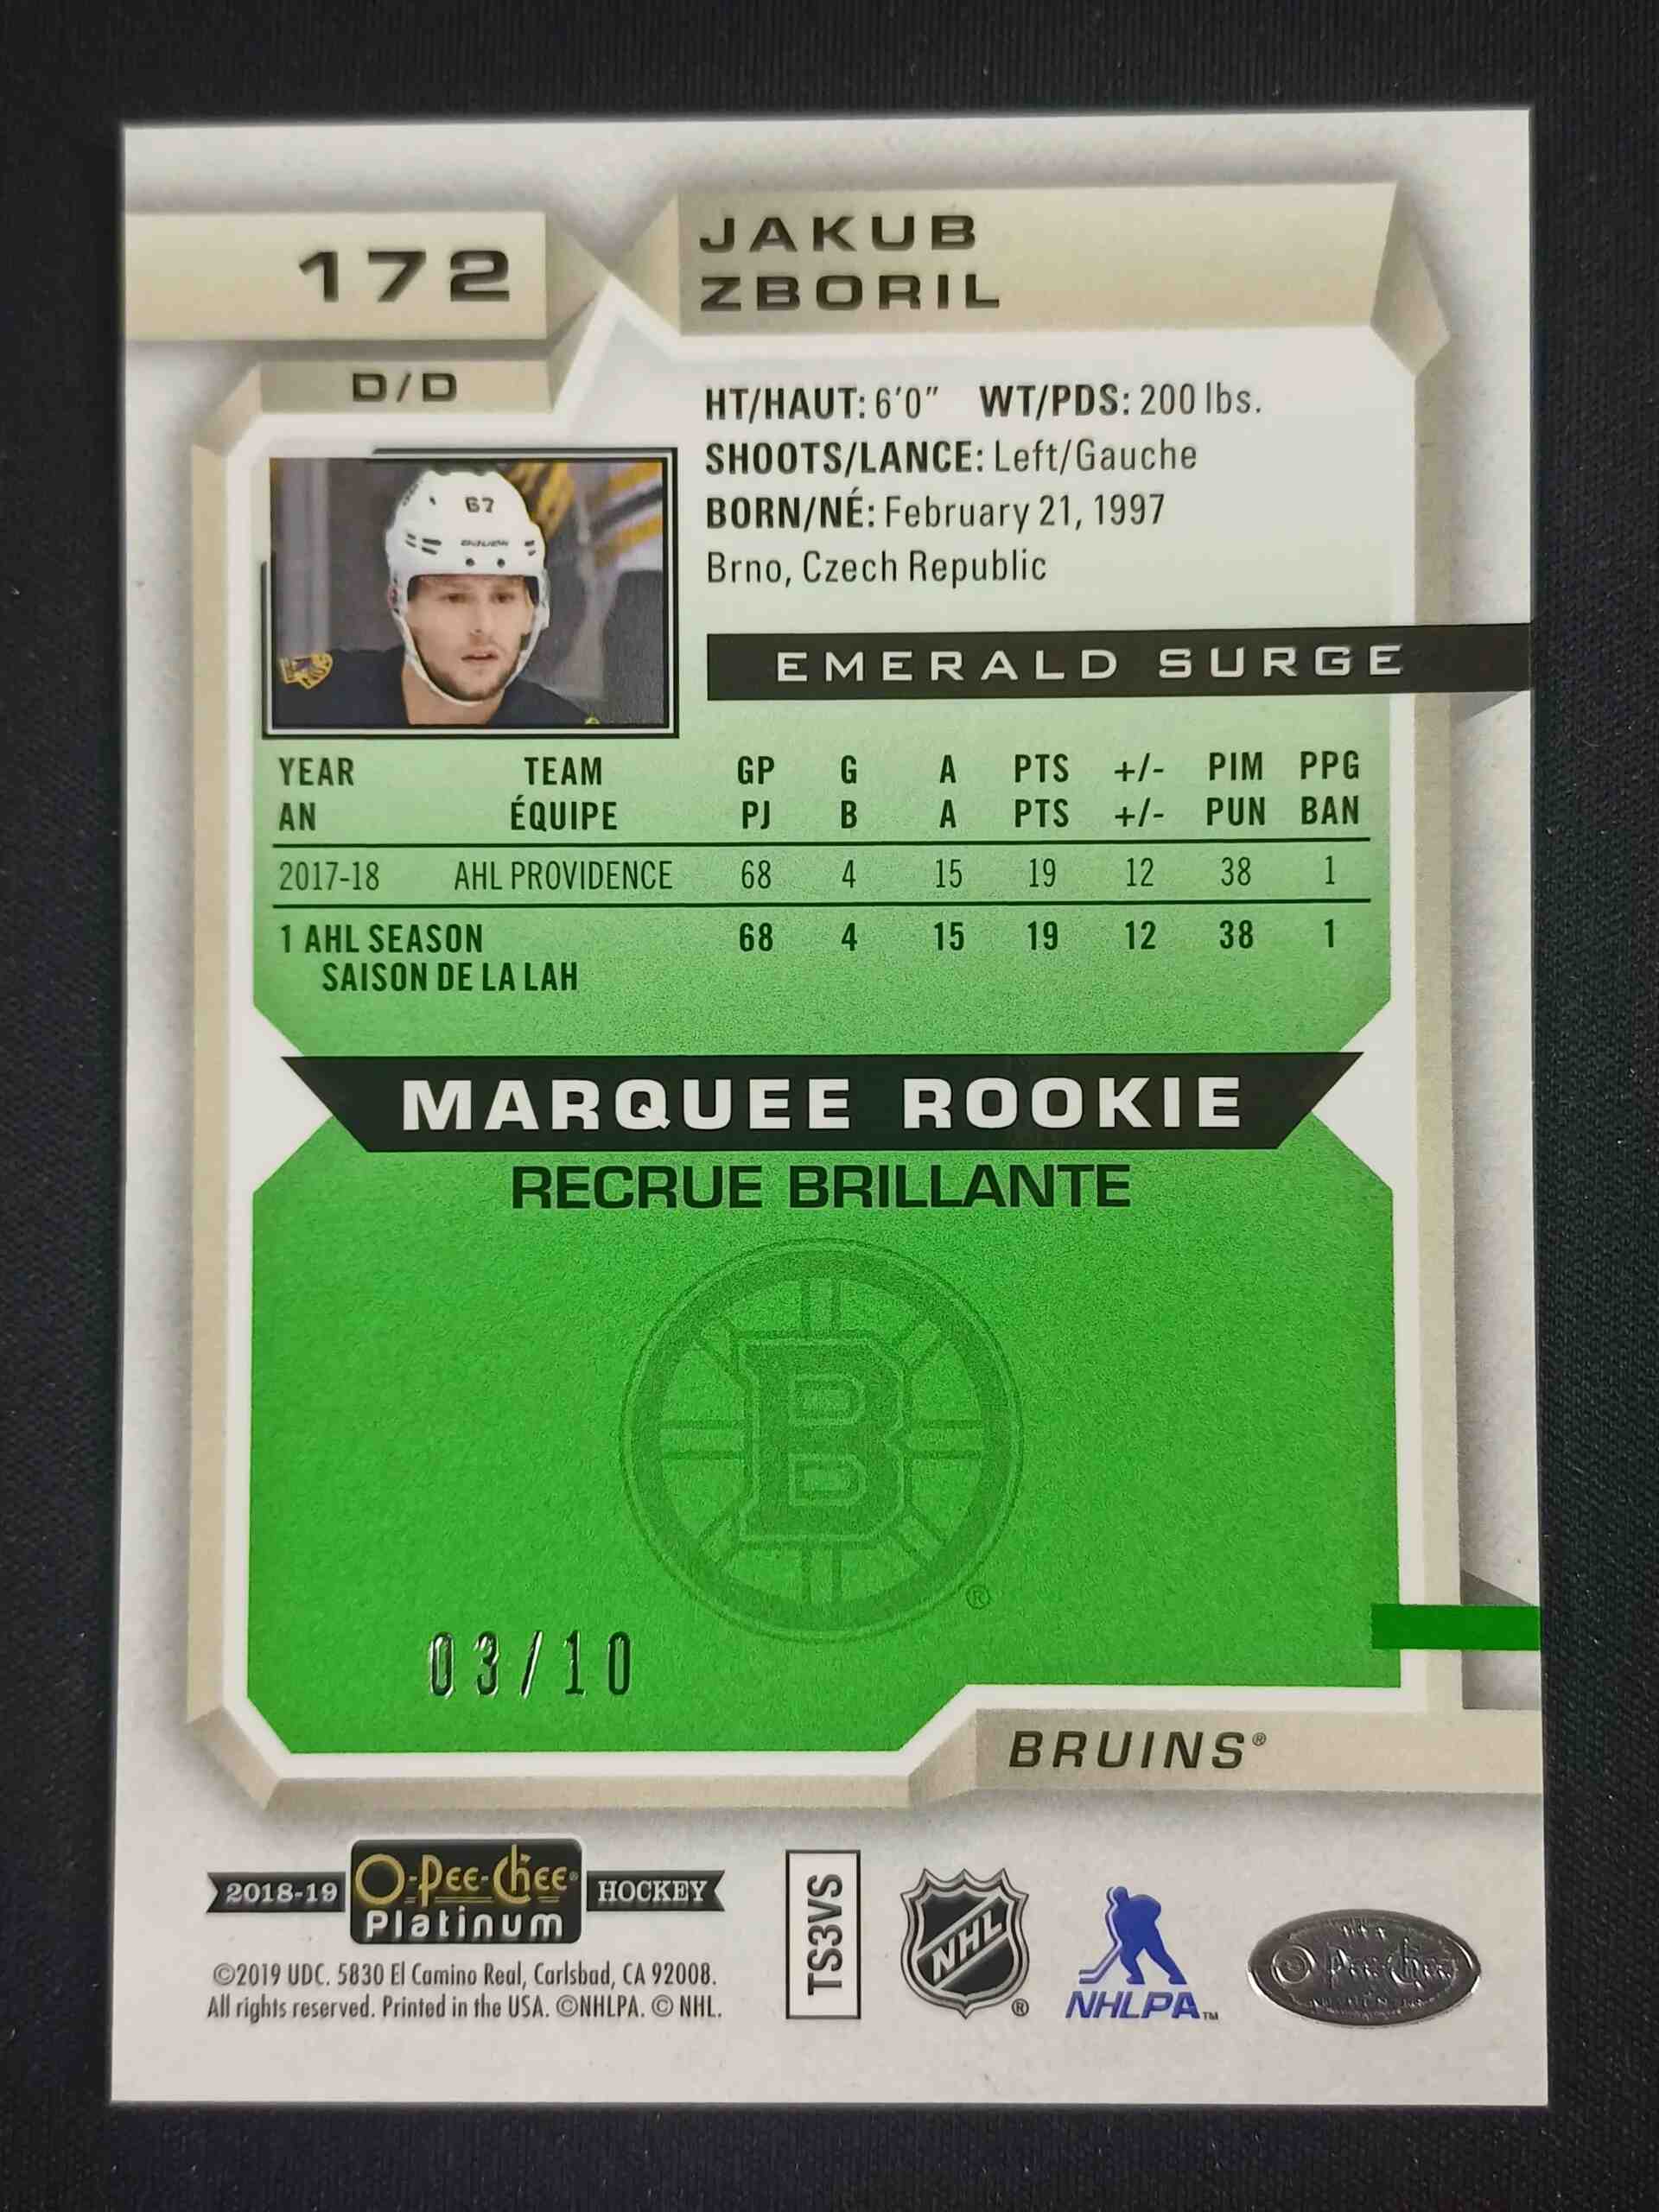 172
JAKUB
ZBORIL
D/D
HT/HAUT: 6'0" WT/PDS: 200 lbs.
SHOOTS/LANCE: Left/Gauche
BORN/NÉ: February 21, 1997
Brno, Czech Republic
67
BAUER
EMERALD SURGE
YEAR TEAM GP G A PTS +/- PIM PPG
AN ÉQUIPE PJ B A PTS +/- PUN BAN
2017-18 AHL PROVIDENCE 68 4 15 19 12 38 1
1 AHL SEASON 68 4 15 19 12 38 1
SAISON DE LA LAH
MARQUEE ROOKIE
RECRUE BRILLANTE
B
®
03/10
BRUINS®
2018-19 O-Pee-Chee® HOCKEY
Platinum
©2019 UDC. 5830 El Camino Real, Carlsbad, CA 92008.
All rights reserved. Printed in the USA. ©NHLPA. © NHL.
TS3VS
NHL
®
NHLPA™
O-Pee-Chee